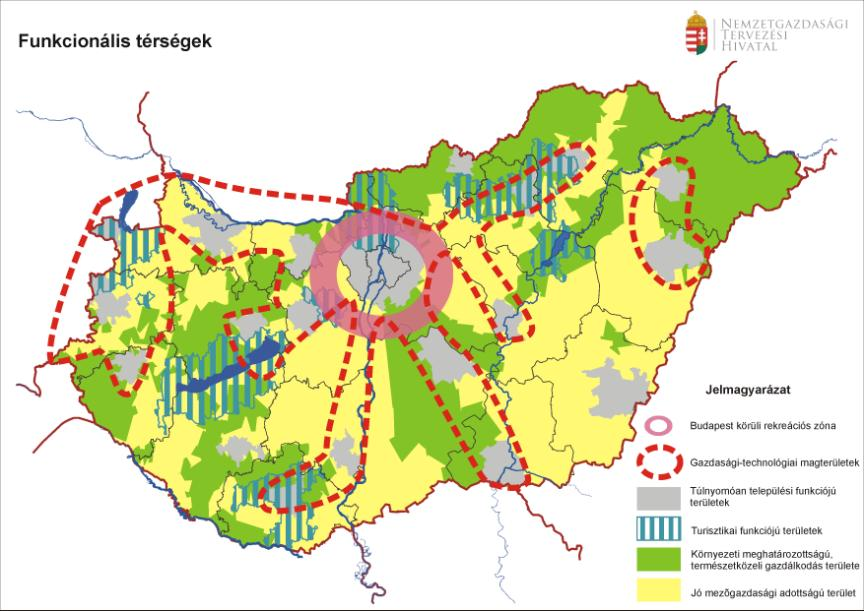 Funkcionális térségek
NEMZETGAZDASÁGI
TERVEZÉSI
HIVATAL
Jelmagyarázat
Budapest körüli rekreációs zóna
Gazdasági-technológiai magterületek
Túlnyomóan települési funkciójú
területek
Turisztikai funkciójú területek
Környezeti meghatározottságú,
természetközeli gazdálkodás területe
Jó mezõgazdasági adottságú terület